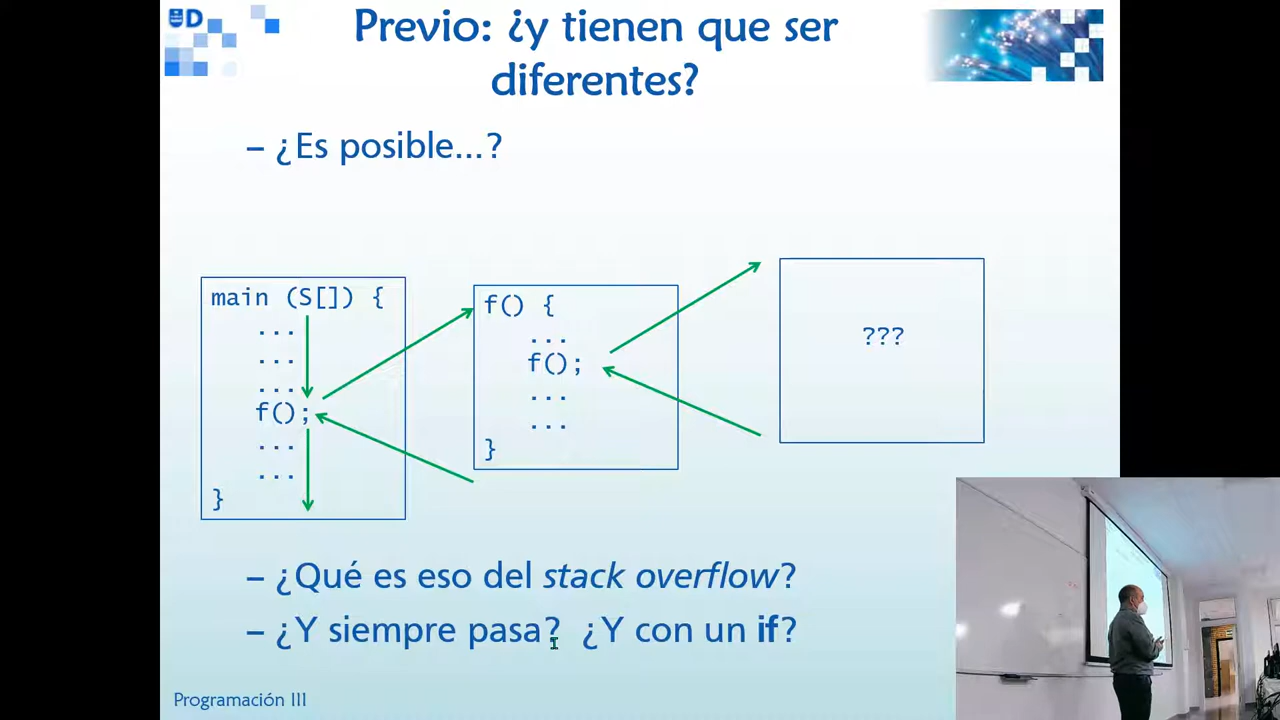 D
Previo: ¿y tienen que ser
diferentes?
– ¿Es posible...?
main (S[]) {
...
...
...
f();
...
...
}
f() {
...
f();
...
...
}
???
– ¿Qué es eso del stack overflow?
– ¿Y siempre pasa? ¿Y con un if?
Programación III